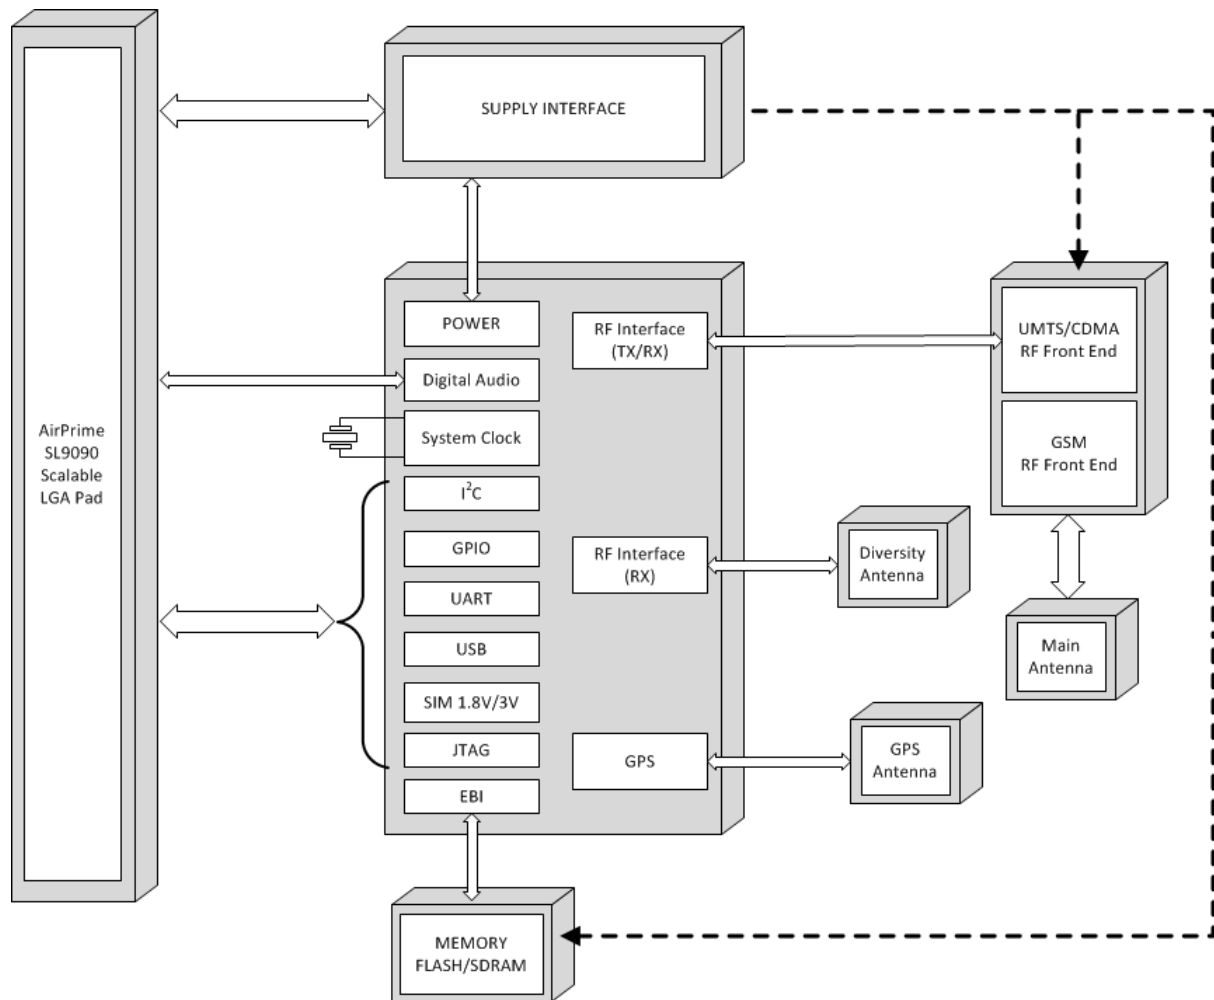 SUPPLY INTERFACE
AirPrime
SL9090
Scalable
LGA Pad
POWER
Digital Audio
System Clock
I²C
GPIO
UART
USB
SIM 1.8V/3V
JTAG
EBI
RF Interface
(TX/RX)
RF Interface
(RX)
GPS
UMTS/CDMA
RF Front End
GSM
RF Front End
Diversity
Antenna
Main
Antenna
GPS
Antenna
MEMORY
FLASH/SDRAM